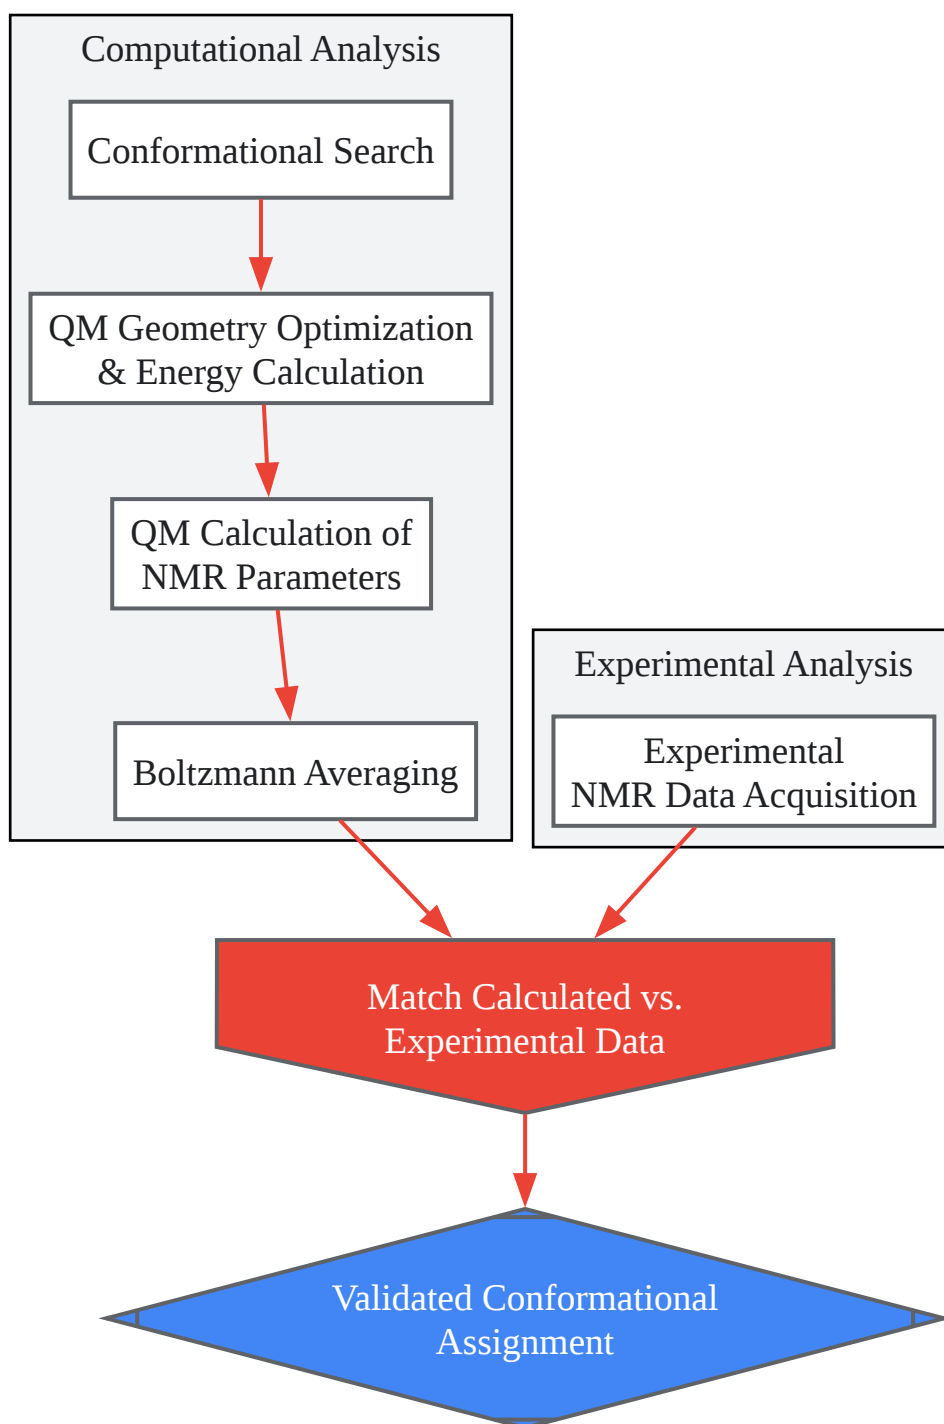 Computational Analysis
Conformational Search
QM Geometry Optimization
& Energy Calculation
QM Calculation of
NMR Parameters
Boltzmann Averaging
Experimental Analysis
Experimental
NMR Data Acquisition
Match Calculated vs.
Experimental Data
Validated Conformational
Assignment